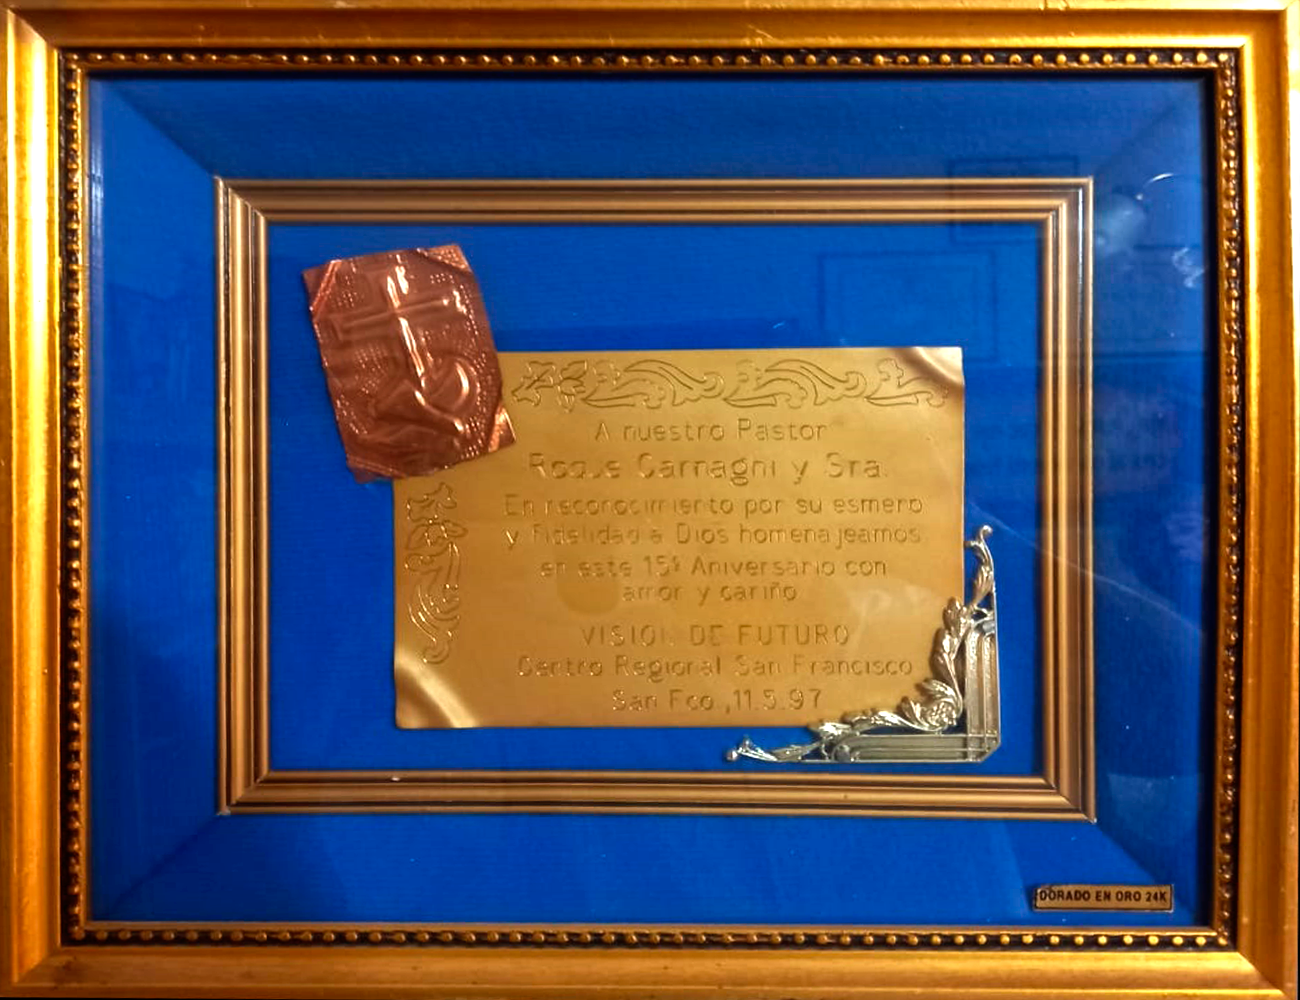 A nuestro Pastor
Roque Carnagni y Sra.
En reconocimiento por su esmero
y fidelidad a Dios homenajeamos
en este 15º Aniversario con
amor y cariño
VISION DE FUTURO
Centro Regional San Francisco
San Fco ,11.5.97
DORADO EN ORO 24K